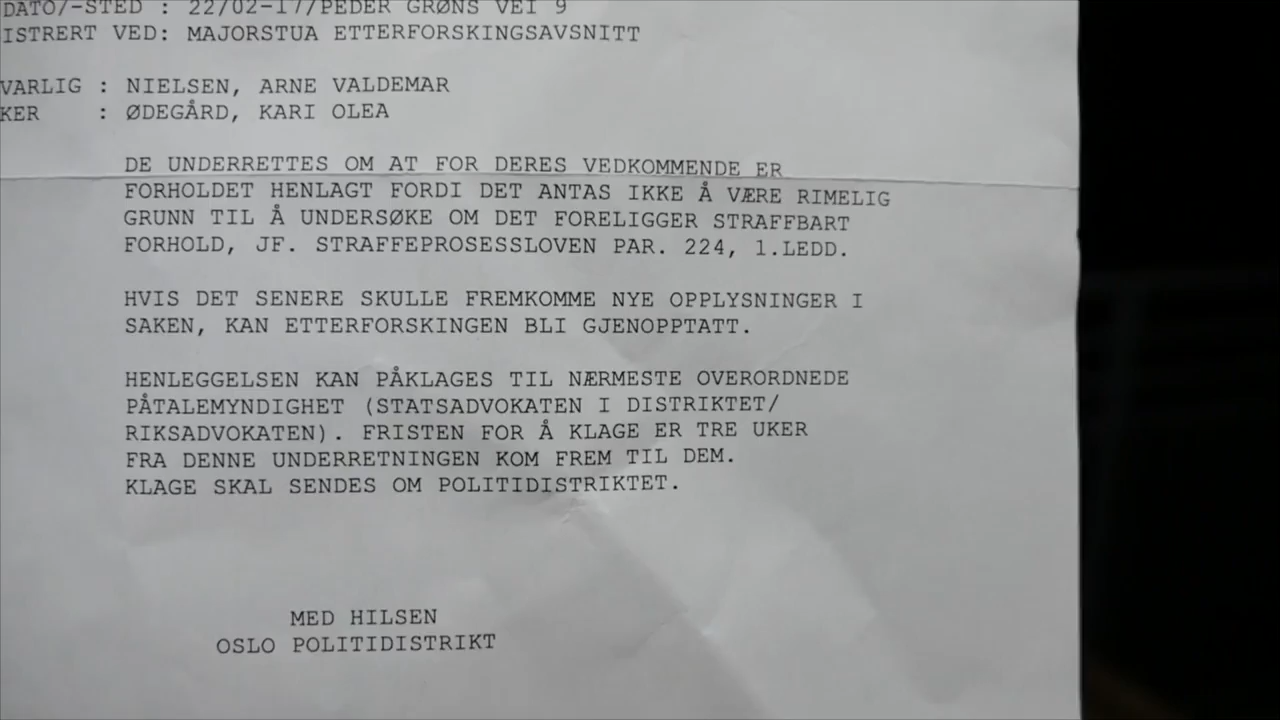 DATO/-STED : 22/02-17/PEDER GRØNS VEI 9
ISTRERT VED: MAJORSTUA ETTERFORSKINGSAVSNITT
VARLIG : NIELSEN, ARNE VALDEMAR
KER : ØDEGÅRD, KARI OLEA
DE UNDERRETTES OM AT FOR DERES VEDKOMMENDE ER
FORHOLDET HENLAGT FORDI DET ANTAS IKKE Å VÆRE RIMELIG
GRUNN TIL Å UNDERSØKE OM DET FORELIGGER STRAFFBART
FORHOLD, JF. STRAFFEPROSESSLOVEN PAR. 224, 1.LEDD.
HVIS DET SENERE SKULLE FREMKOMME NYE OPPLYSNINGER I
SAKEN, KAN ETTERFORSKINGEN BLI GJENOPPTATT.
HENLEGGELSEN KAN PÅKLAGES TIL NÆRMESTE OVERORDNEDE
PÅTALEMYNDIGHET (STATSADVOKATEN I DISTRIKTET/
RIKSADVOKATEN). FRISTEN FOR Å KLAGE ER TRE UKER
FRA DENNE UNDERRETNINGEN KOM FREM TIL DEM.
KLAGE SKAL SENDES OM POLITIDISTRIKTET.
MED HILSEN
OSLO POLITIDISTRIKT